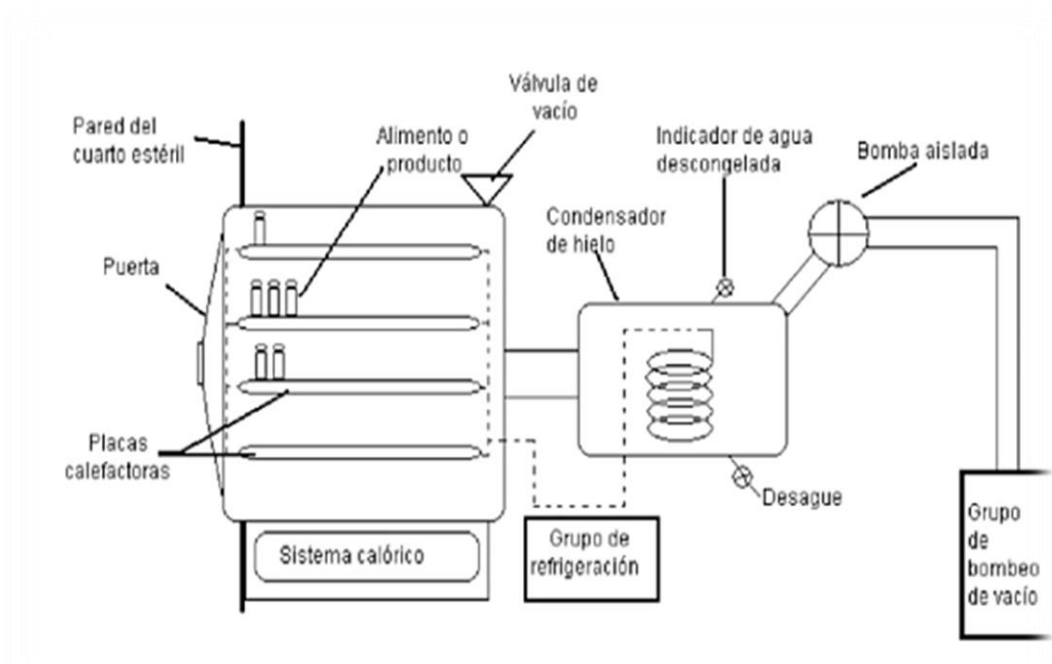 Válvula de
vacío
Pared del
cuarto estéril
Alimento o
producto
Indicador de agua
descongelada
Bomba aislada
Condensador
de hielo
Puerta
Placas
calefactoras
Desague
Sistema calórico
Grupo de
refrigeración
Grupo
de
bombeo
de vacío